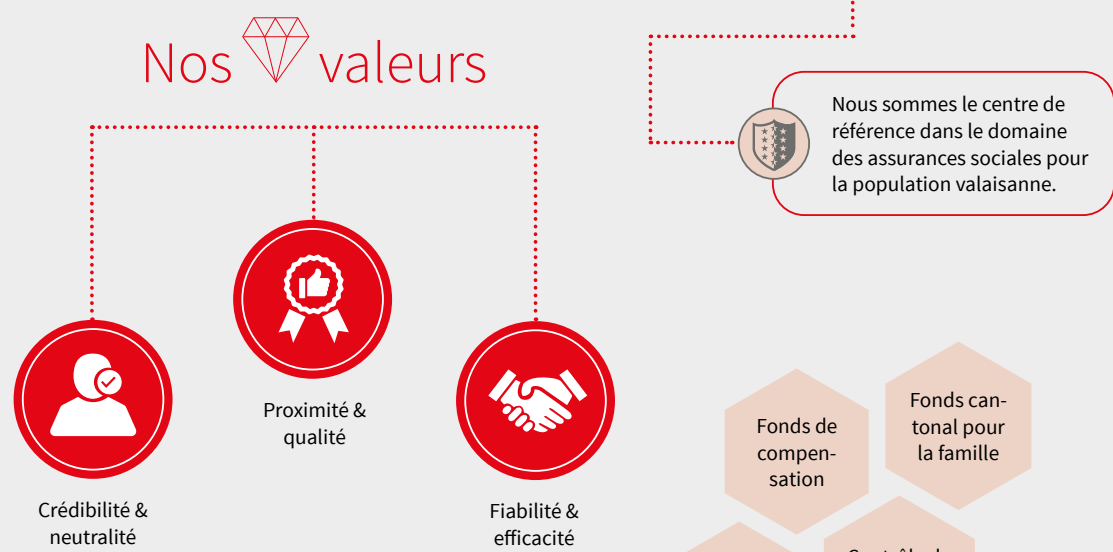 Nos valeurs
Crédibilité &
neutralité
Proximité &
qualité
Fiabilité &
efficacité
Nous sommes le centre de
référence dans le domaine
des assurances sociales pour
la population valaisanne.
Fonds de
compen-
sation
Fonds can-
tonal pour
la famille